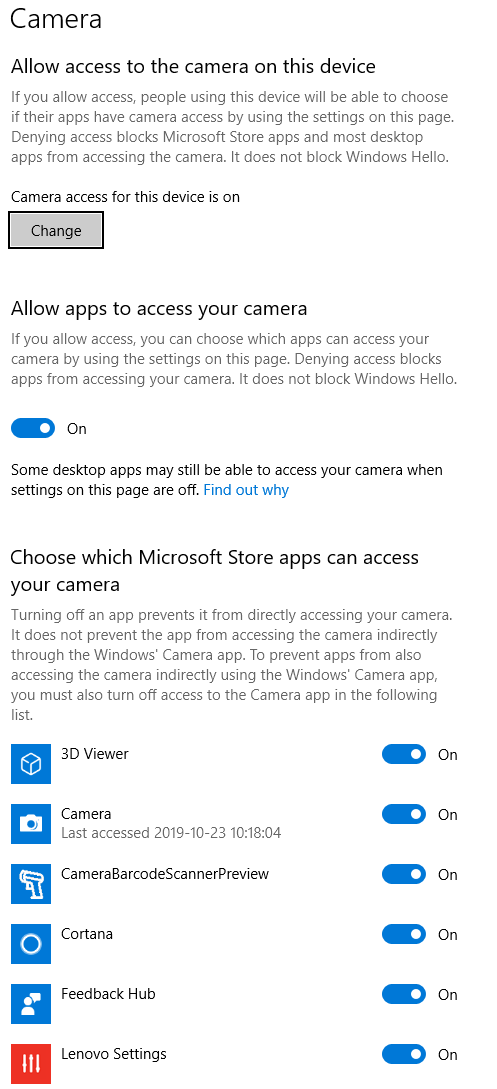 Camera
Allow access to the camera on this device
If you allow access, people using this device will be able to choose
if their apps have camera access by using the settings on this page.
Denying access blocks Microsoft Store apps and most desktop
apps from accessing the camera. It does not block Windows Hello.
Camera access for this device is on
Change
Allow apps to access your camera
If you allow access, you can choose which apps can access your
camera by using the settings on this page. Denying access blocks
apps from accessing your camera. It does not block Windows Hello.
On
Some desktop apps may still be able to access your camera when
settings on this page are off. Find out why
Choose which Microsoft Store apps can access
your camera
Turning off an app prevents it from directly accessing your camera.
It does not prevent the app from accessing the camera indirectly
through the Windows' Camera app. To prevent apps from also
accessing the camera indirectly using the Windows' Camera app,
you must also turn off access to the Camera app in the following
list.
3D Viewer On
Camera On
Last accessed 2019-10-23 10:18:04
CameraBarcodeScannerPreview On
Cortana On
Feedback Hub On
Lenovo Settings On